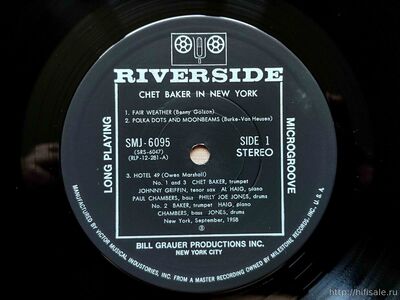 RIVERSIDE
CHET BAKER IN NEW YORK
1. FAIR WEATHER (Benny Golson)
2. POLKA DOTS AND MOONBEAMS (Burke-Van Heusen)
SMJ-6095
(SRS-6047)
(RLP-12-281-A)
SIDE 1
STEREO
3. HOTEL 49 (Owen Marshall)
No. 1 and 3 CHET BAKER, trumpet
JOHNNY GRIFFIN, tenor sax AL HAIG, piano
PAUL CHAMBERS, bass PHILLY JOE JONES, drums
No. 2 BAKER, trumpet HAIG, piano
CHAMBERS, bass JONES, drums
New York, September, 1958
LONG PLAYING
MICROGROOVE
BILL GRAUER PRODUCTIONS INC.
NEW YORK CITY
MANUFACTURED BY VICTOR MUSICAL INDUSTRIES, INC. FROM A MASTER RECORDING OWNED BY MILESTONE RECORDS, INC. U.S.A.
http://hifisale.ru/